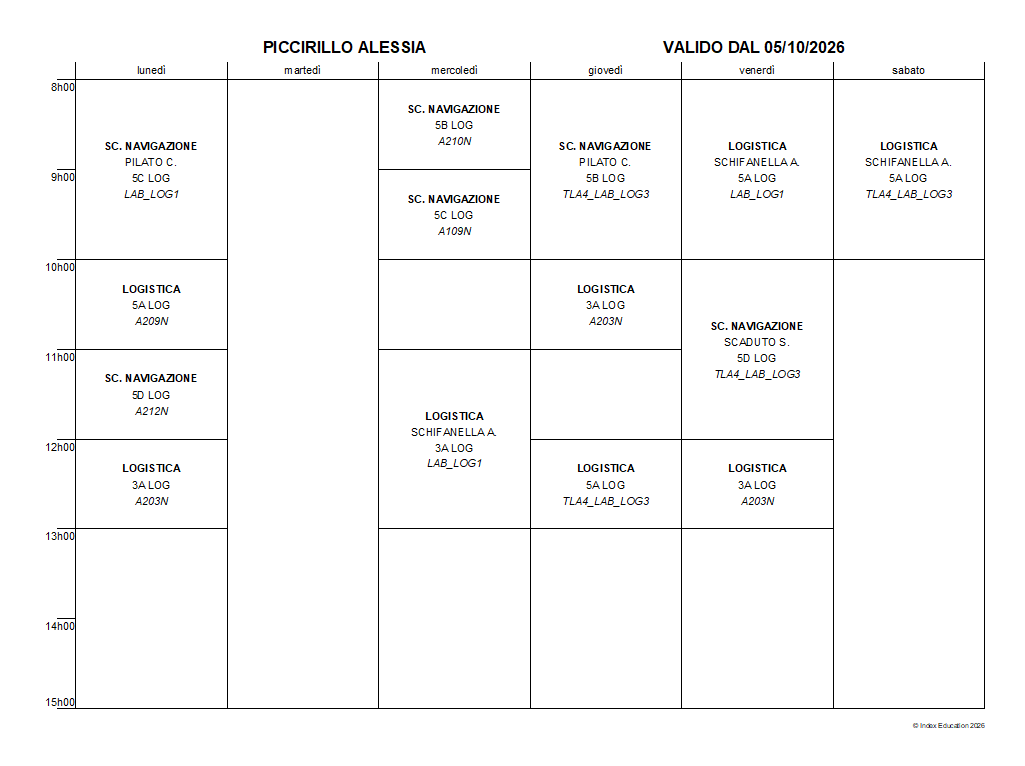 PICCIRILLO ALESSIA
VALIDO DAL 05/10/2026
lunedì
martedì
mercoledì
giovedì
venerdì
sabato
8h00
9h00
10h00
11h00
12h00
13h00
14h00
15h00
SC. NAVIGAZIONE
PILATO C.
5C LOG
LAB_LOG1
LOGISTICA
5A LOG
A209N
SC. NAVIGAZIONE
5D LOG
A212N
LOGISTICA
3A LOG
A203N
SC. NAVIGAZIONE
5B LOG
A210N
SC. NAVIGAZIONE
5C LOG
A109N
LOGISTICA
SCHIFANELLA A.
3A LOG
LAB_LOG1
SC. NAVIGAZIONE
PILATO C.
5B LOG
TLA4_LAB_LOG3
LOGISTICA
3A LOG
A203N
LOGISTICA
5A LOG
TLA4_LAB_LOG3
LOGISTICA
SCHIFANELLA A.
5A LOG
LAB_LOG1
SC. NAVIGAZIONE
SCADUTO S.
5D LOG
TLA4_LAB_LOG3
LOGISTICA
3A LOG
A203N
LOGISTICA
SCHIFANELLA A.
5A LOG
TLA4_LAB_LOG3
© Index Education 2026